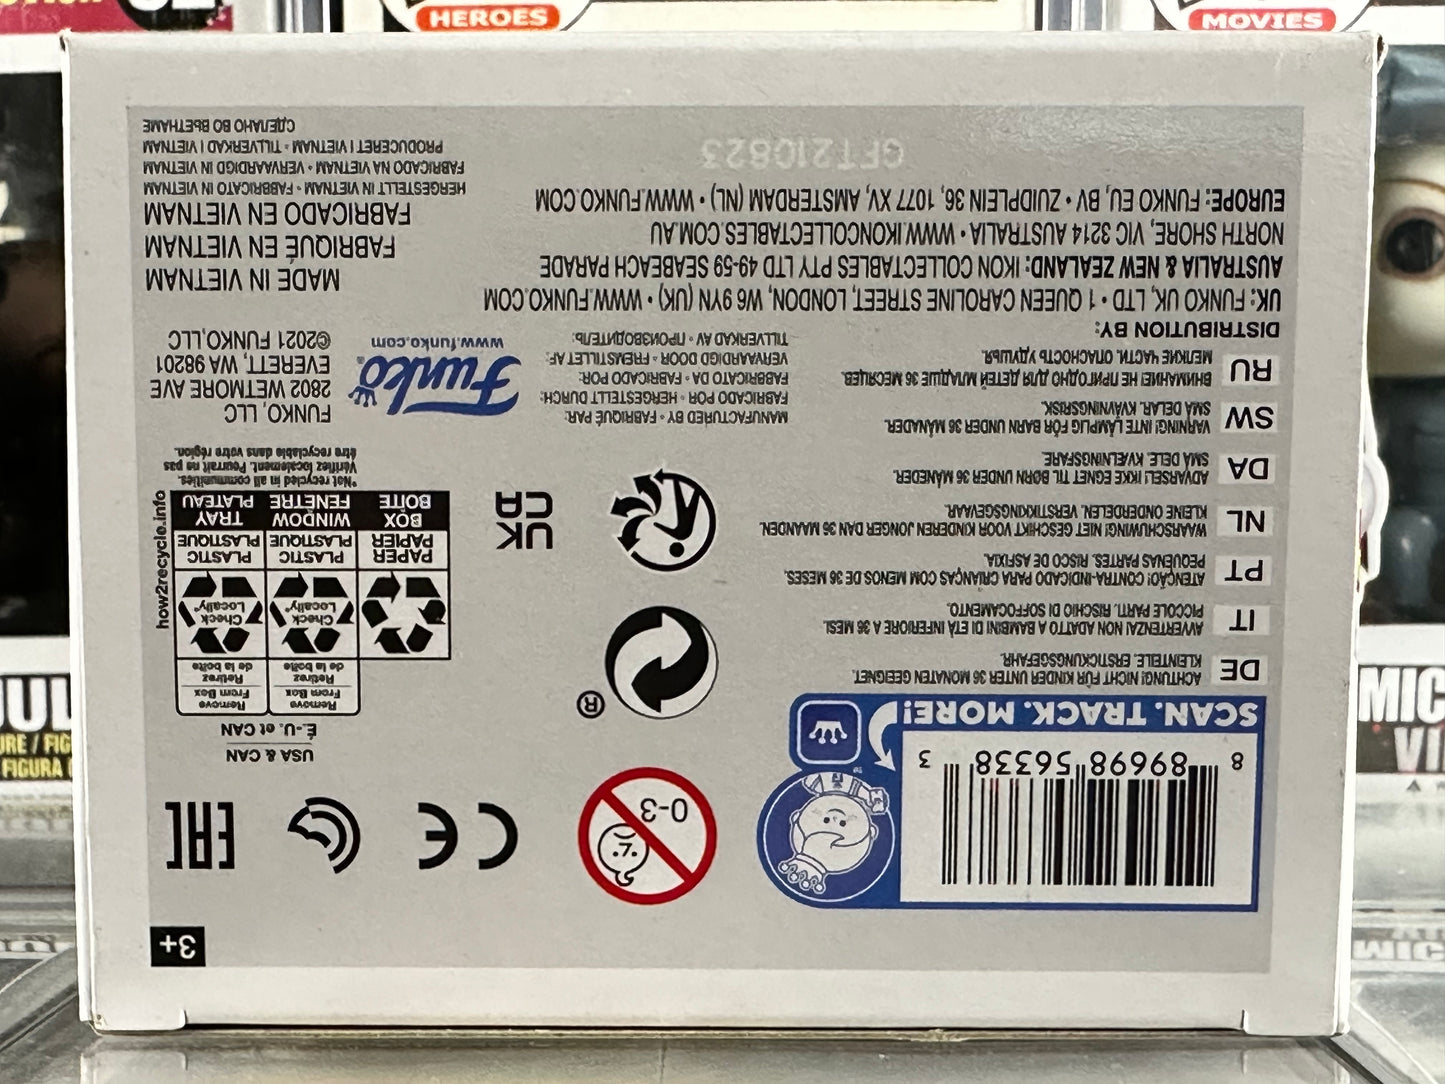 HEROES
MOVIES
3+
0-3
CE
EAC
8 89698 56338 3
SCAN. TRACK. MORE!
USA & CAN
É.-U. et CAN
Remove
From Box
Retirez
de la boîte
Remove
From Box
Retirez
de la boîte
Check
Locally*
Check
Locally*
PAPER
PAPIER
BOX
BOÎTE
PLASTIC
PLASTIQUE
WINDOW
FENÊTRE
PLASTIC
PLASTIQUE
TRAY
PLATEAU
how2recycle.info
*Not recycled in all communities.
Vérifiez localement. Pourrait ne pas
être recyclable dans votre région.
®
UK
CA
DE
ACHTUNG! NICHT FÜR KINDER UNTER 36 MONATEN GEEIGNET
KLEINTEILE. ERSTICKUNGSGEFAHR.
IT
AVVERTENZA! NON ADATTO A BAMBINI DI ETÀ INFERIORE A 36 MESI.
PICCOLE PARTI. RISCHIO DI SOFFOCAMENTO.
PT
ATENÇÃO! CONTRA-INDICADO PARA CRIANÇAS COM MENOS DE 36 MESES.
PEQUENAS PARTES. RISCO DE ASFIXIA.
NL
WAARSCHUWING! NIET GESCHIKT VOOR KINDEREN JONGER DAN 36 MAANDEN.
KLEINE ONDERDELEN. VERSTIKKINGSGEVAAR.
DA
ADVARSEL! IKKE EGNET TIL BØRN UNDER 36 MÅNEDER.
SMÅ DELE. KVÆLNINGSFARE.
SW
VARNING! INTE LÄMPLIG FÖR BARN UNDER 36 MÅNADER.
SMÅ DELAR. KVÄVNINGSRISK.
RU
ВНИМАНИЕ! НЕ ПРИГОДНО ДЛЯ ДЕТЕЙ МЛАДШЕ 36 МЕСЯЦЕВ.
МЕЛКИЕ ЧАСТИ. ОПАСНОСТЬ УДУШЬЯ.
MANUFACTURED BY • FABRIQUÉ PAR:
FABRICADO POR • HERGESTELLT DURCH:
FABBRICATO DA • FABRICADO POR:
VERVAARDIGD DOOR • FREMSTILLET AF:
TILLVERKAD AV • ПРОИЗВОДИТЕЛЬ:
Funko
www.funko.com
FUNKO, LLC
2802 WETMORE AVE
EVERETT, WA 98201
©2021 FUNKO,LLC
DISTRIBUTION BY:
UK: FUNKO UK, LTD • 1 QUEEN CAROLINE STREET, LONDON, W6 9YN (UK) • WWW.FUNKO.COM
AUSTRALIA & NEW ZEALAND: IKON COLLECTABLES PTY LTD 49-59 SEABEACH PARADE
NORTH SHORE, VIC 3214 AUSTRALIA • WWW.IKONCOLLECTABLES.COM.AU
EUROPE: FUNKO EU, BV • ZUIDPLEIN 36, 1077 XV, AMSTERDAM (NL) • WWW.FUNKO.COM
MADE IN VIETNAM
FABRIQUÉ EN VIETNAM
FABRICADO EN VIETNAM
HERGESTELLT IN VIETNAM • FABBRICATO IN VIETNAM
FABRICADO NA VIETNAM • VERVAARDIGD IN VIETNAM
PRODUCERET I VIETNAM • TILLVERKAD I VIETNAM
СДЕЛАНО ВО ВЬЕТНАМЕ
GFT210823
FIGURA
MIC
VI